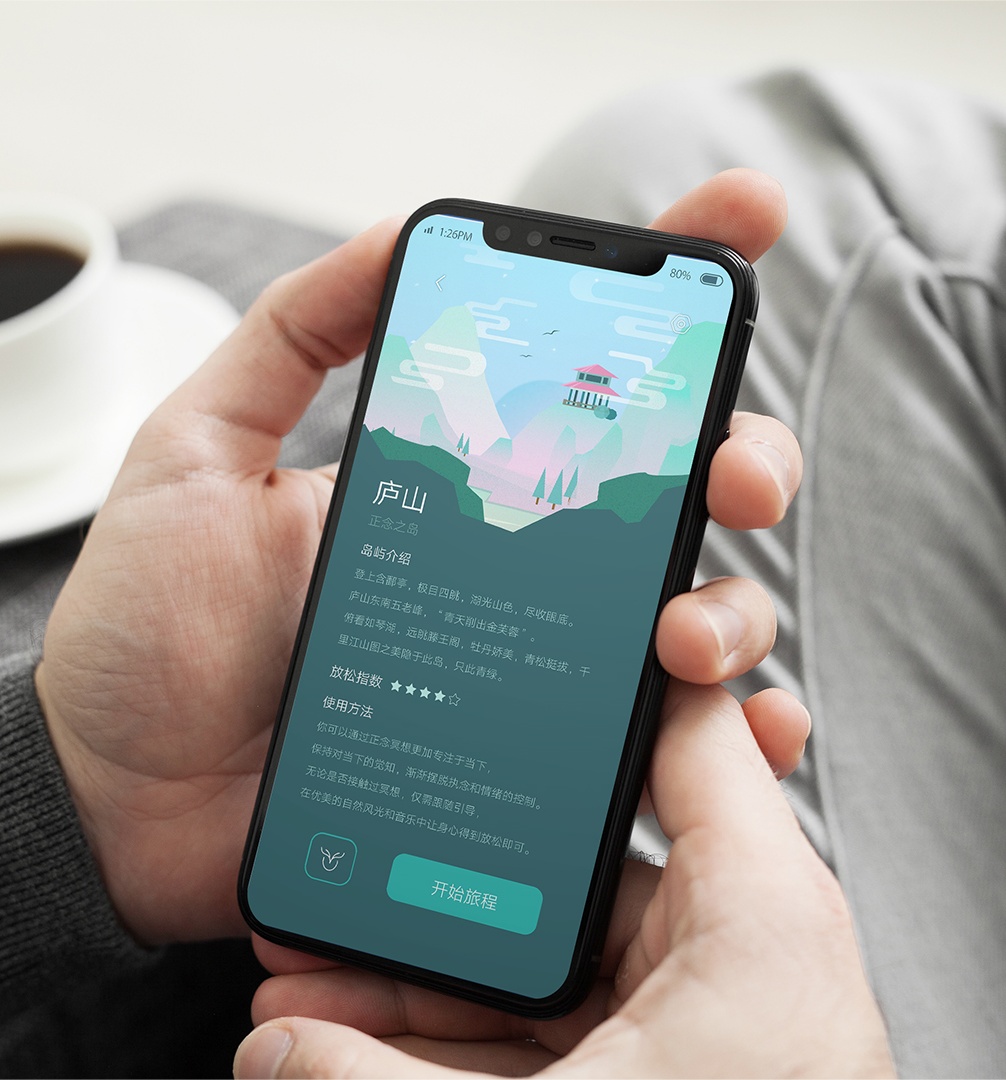 1:26PM
80%
庐山
正念之岛
岛屿介绍
登上含鄱亭，极目四眺，湖光山色，尽收眼底。
庐山东南五老峰，“青天削出金芙蓉”。
俯看如琴湖，远眺滕王阁，牡丹娇美，青松挺拔，千
里江山图之美隐于此岛，只此青绿。
放松指数
使用方法
你可以通过正念冥想更加专注于当下，
保持对当下的觉知，渐渐摆脱执念和情绪的控制。
无论是否接触过冥想，仅需跟随引导，
在优美的自然风光和音乐中让身心得到放松即可。
开始旅程